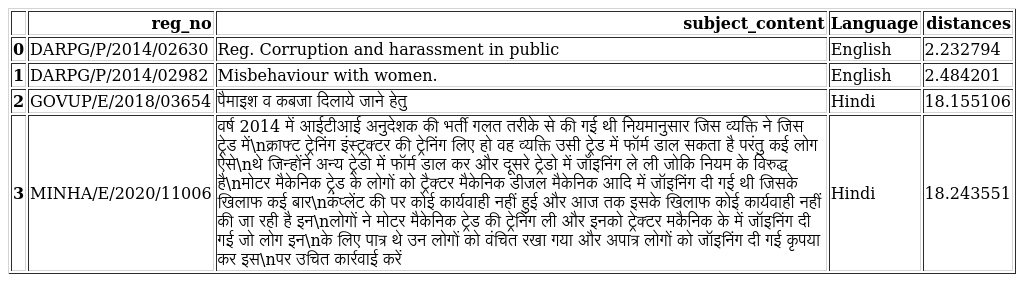 reg_no subject_content Language distances
0 DARPG/P/2014/02630 Reg. Corruption and harassment in public English 2.232794
1 DARPG/P/2014/02982 Misbehaviour with women. English 2.484201
2 GOVUP/E/2018/03654 पैमाइश व कबजा दिलाये जाने हेतु Hindi 18.155106
वर्ष 2014 में आईटीआई अनुदेशक की भर्ती गलत तरीके से की गई थी नियमानुसार जिस व्यक्ति ने जिस
ट्रेड में\nक्राफ्ट ट्रेनिंग इंस्ट्रक्टर की ट्रेनिंग लिए हो वह व्यक्ति उसी ट्रेड में फॉर्म डाल सकता है परंतु कई लोग
ऐसे\nथे जिन्होंने अन्य ट्रेडो में फॉर्म डाल कर और दूसरे ट्रेडो में जॉइनिंग ले ली जोकि नियम के विरुद्ध
है\nमोटर मैकेनिक ट्रेड के लोगों को ट्रैक्टर मैकेनिक डीजल मैकेनिक आदि में जॉइनिंग दी गई थी जिसके
3 MINHA/E/2020/11006 खिलाफ कई बार\nकंप्लेंट की पर कोई कार्यवाही नहीं हुई और आज तक इसके खिलाफ कोई कार्यवाही नहीं Hindi 18.243551
की जा रही है इन\nलोगों ने मोटर मैकेनिक ट्रेड की ट्रेनिंग ली और इनको ट्रेक्टर मकैनिक के में जॉइनिंग दी
गई जो लोग इन\nके लिए पात्र थे उन लोगों को वंचित रखा गया और अपात्र लोगों को जॉइनिंग दी गई कृपया
कर इस\nपर उचित कार्रवाई करें